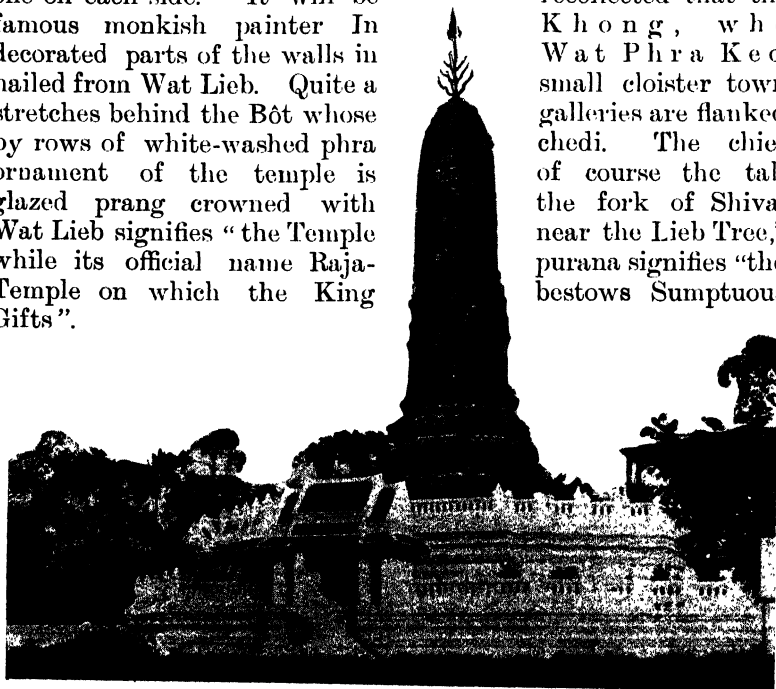 one on each side. It will be recollected that th
famous monkish painter In Khong, wh
decorated parts of the walls in Wat Phra Keo
hailed from Wat Lieb. Quite a small cloister town
stretches behind the Bôt whose galleries are flanked
by rows of white-washed phra chedi. The chie
ornament of the temple is of course the tal
glazed prang crowned with the fork of Shiva
Wat Lieb signifies “the Temple near the Lieb Tree,”
while its official name Raja- purana signifies “the
Temple on which the King bestows Sumptuous
Gifts”.